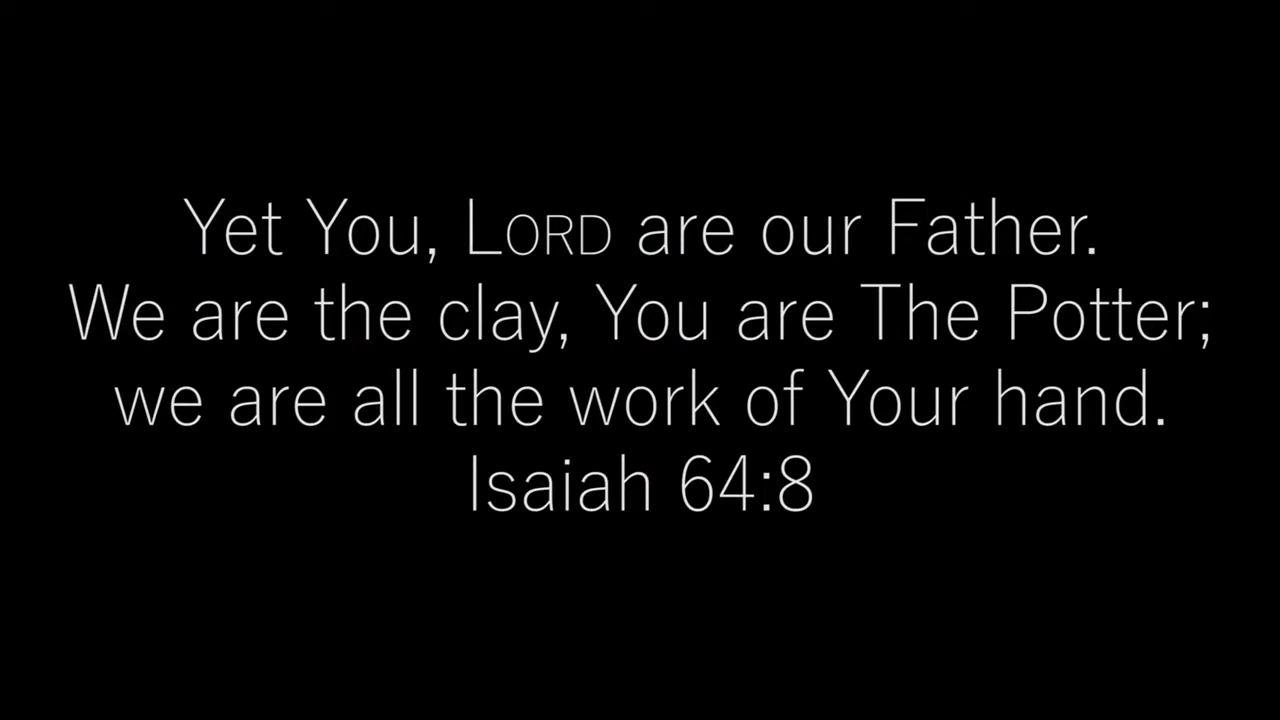 Yet You, LORD are our Father.
We are the clay, You are The Potter;
we are all the work of Your hand.
Isaiah 64:8